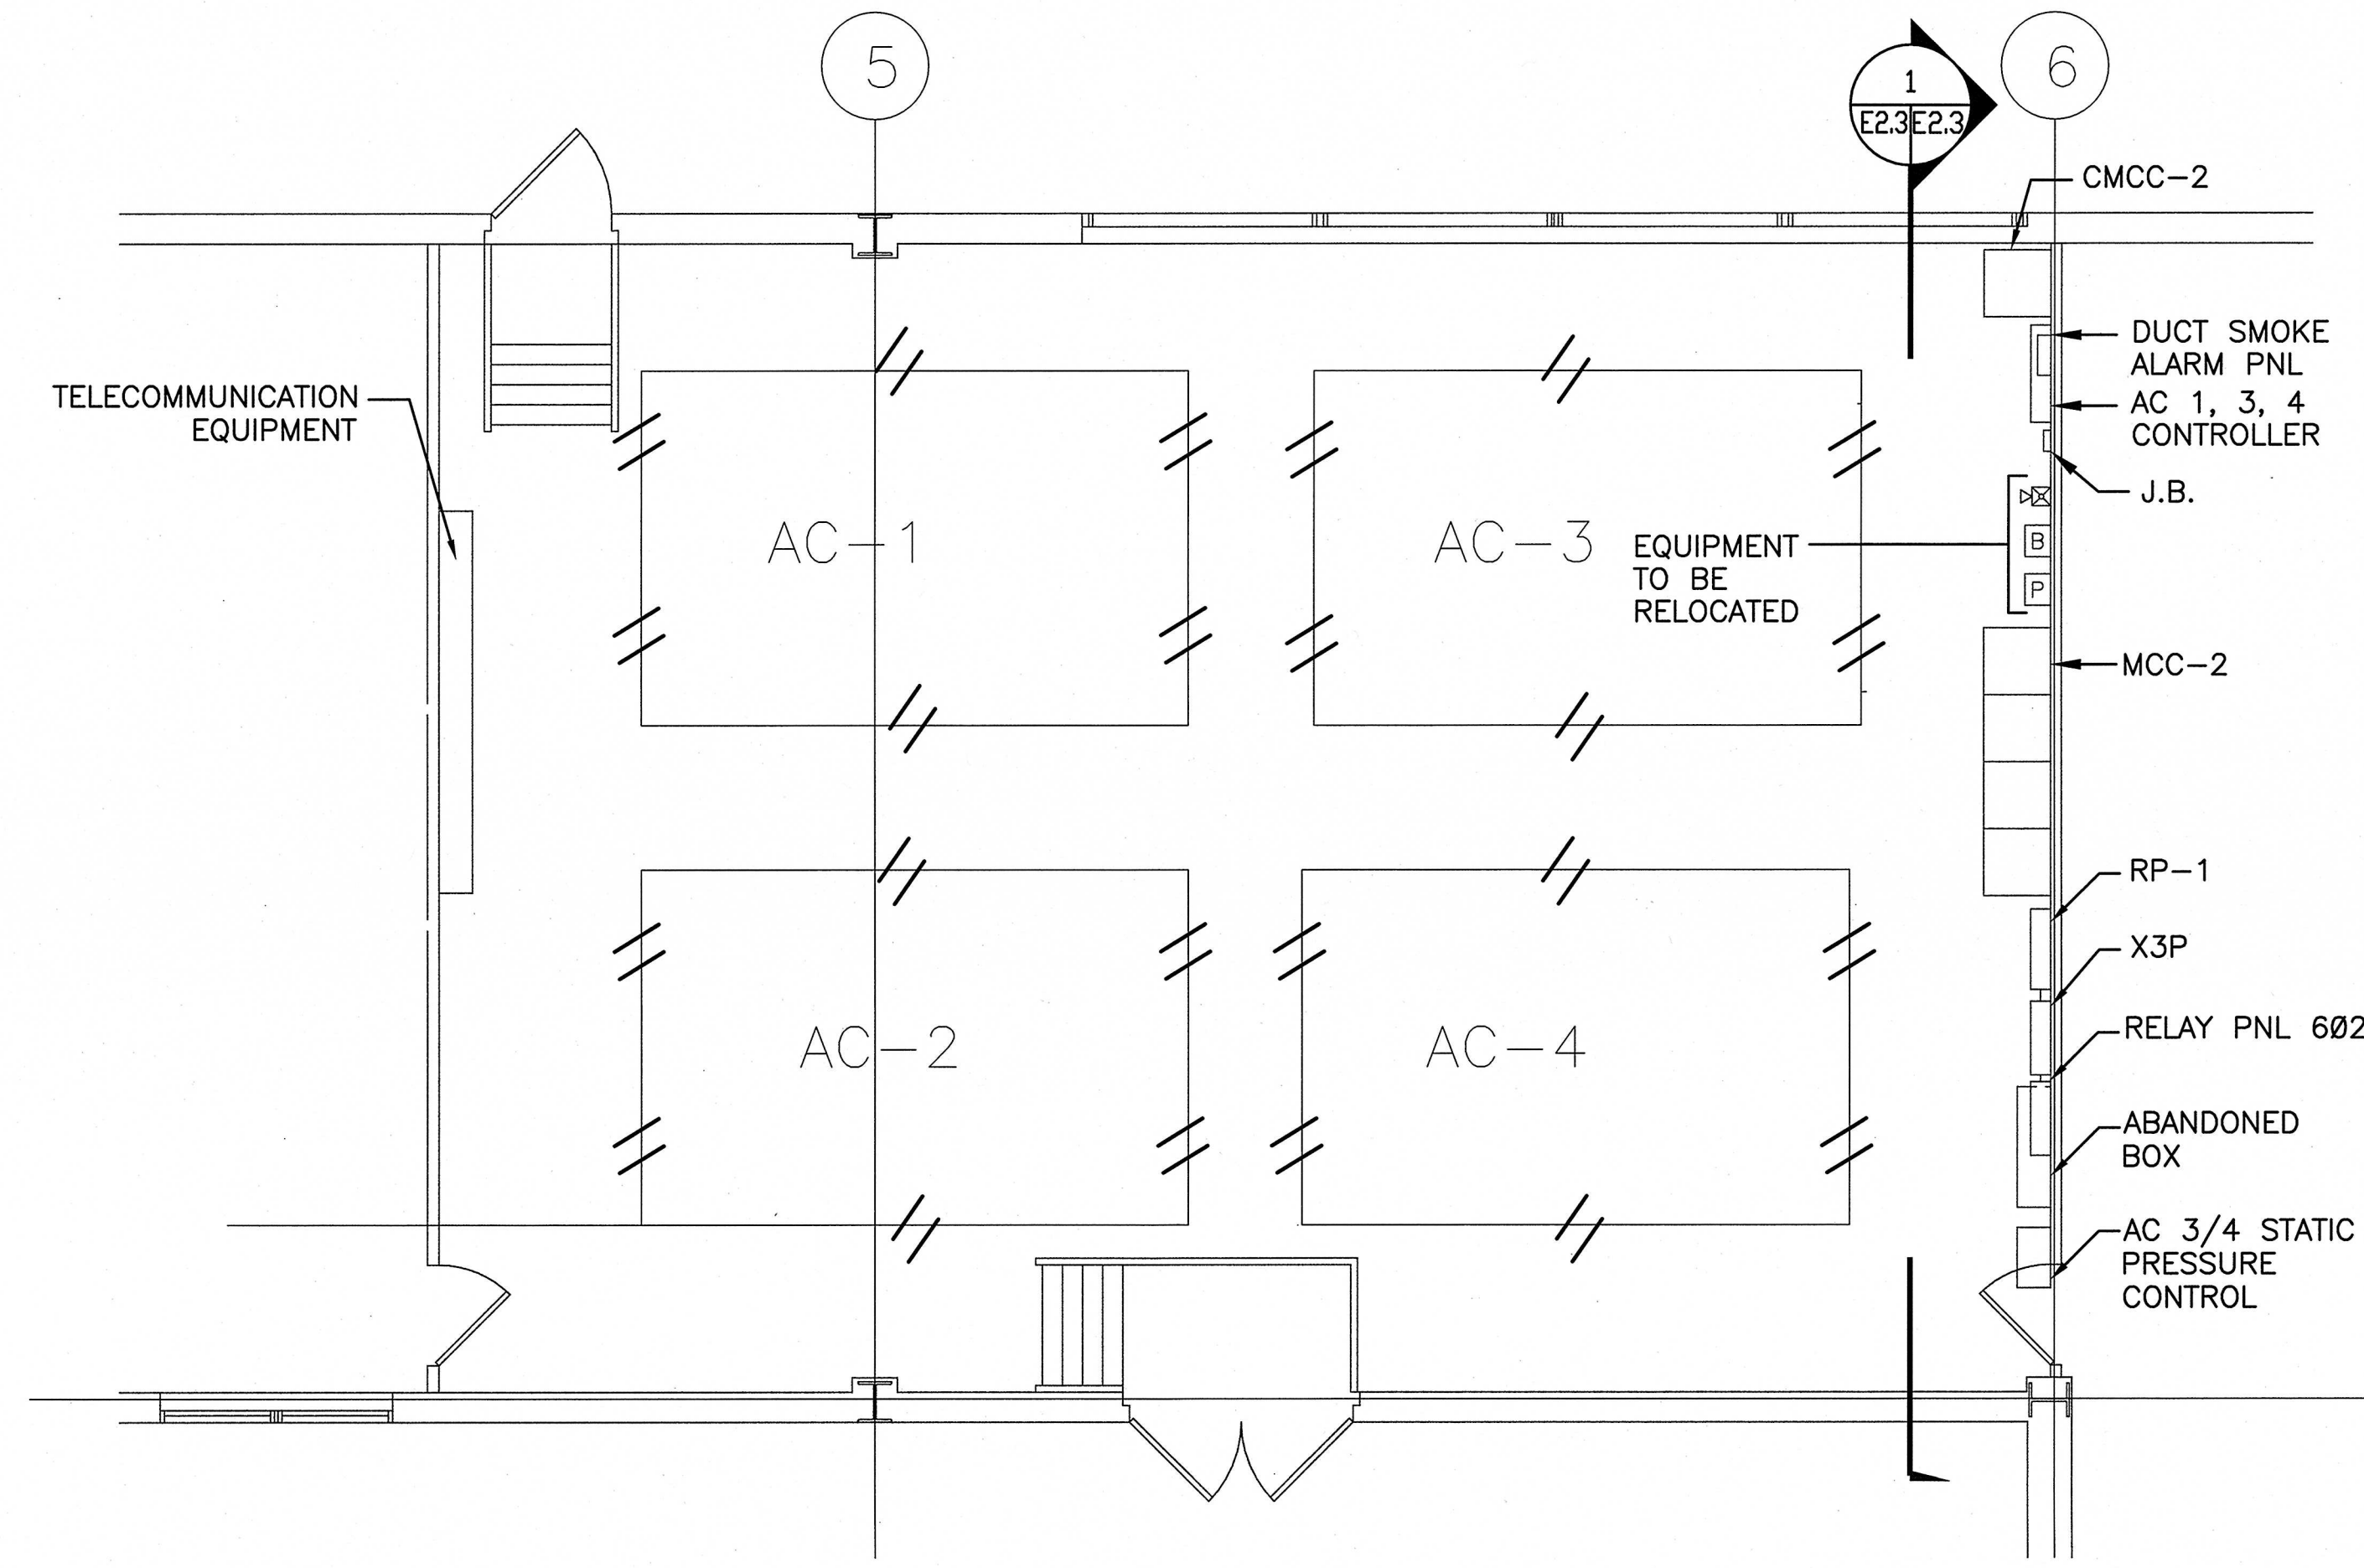 5
1
6
E2.3 E2.3
CMCC-2
DUCT SMOKE
ALARM PNL
AC 1, 3, 4
CONTROLLER
TELECOMMUNICATION
EQUIPMENT
J.B.
AC-1
AC-3
EQUIPMENT
TO BE
RELOCATED
B
P
MCC-2
RP-1
X3P
RELAY PNL 6Ø2
AC-2
AC-4
ABANDONED
BOX
AC 3/4 STATIC
PRESSURE
CONTROL